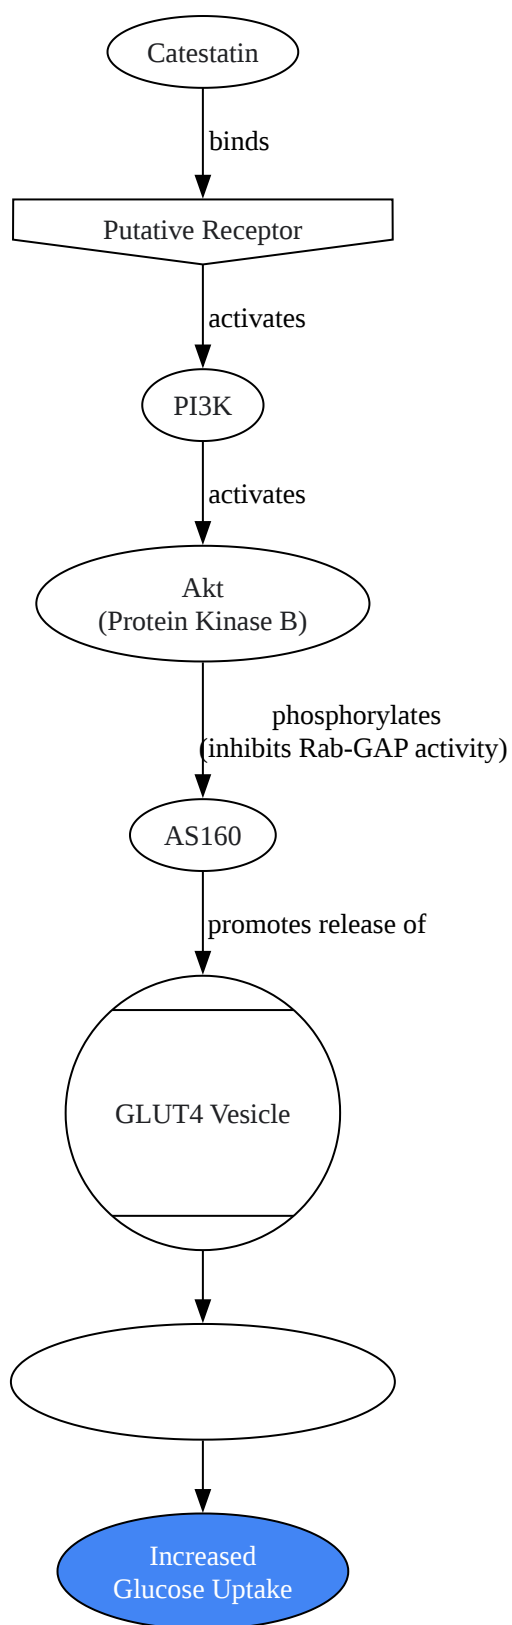 Catestatin
binds
Putative Receptor
activates
PI3K
activates
Akt
(Protein Kinase B)
phosphorylates
(inhibits Rab-GAP activity)
AS160
promotes release of
GLUT4 Vesicle
Increased
Glucose Uptake